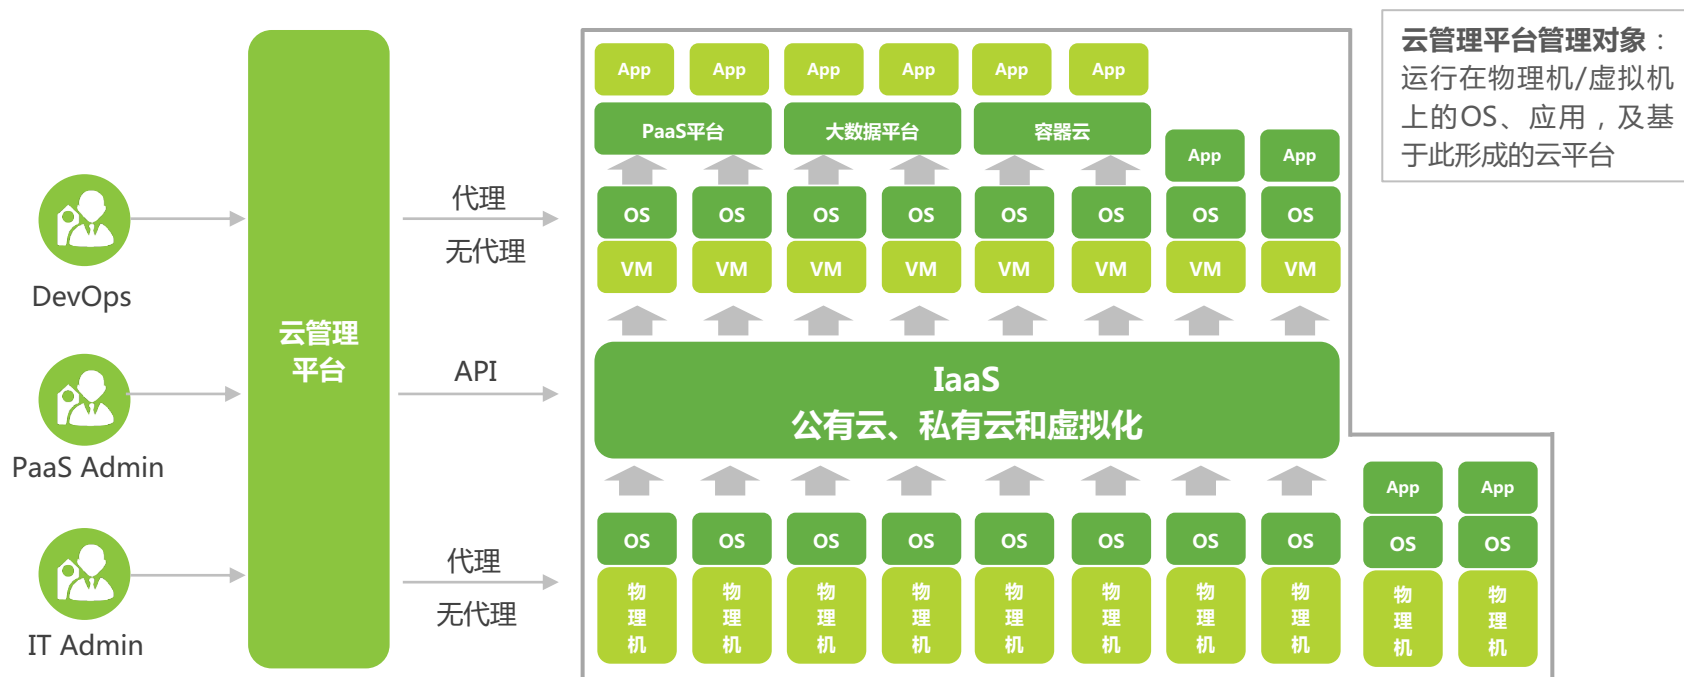 云管理平台管理对象：
运行在物理机/虚拟机
上的OS、应用，及基
于此形成的云平台
App App App App App App
PaaS平台 大数据平台 容器云
App App
代理
无代理
OS OS OS OS OS OS OS OS
VM VM VM VM VM VM VM VM
DevOps
云管理
平台
API
IaaS
公有云、私有云和虚拟化
PaaS Admin
App App
代理
无代理
OS OS OS OS OS OS OS OS OS OS
物理机 物理机 物理机 物理机 物理机 物理机 物理机 物理机 物理机 物理机
IT Admin